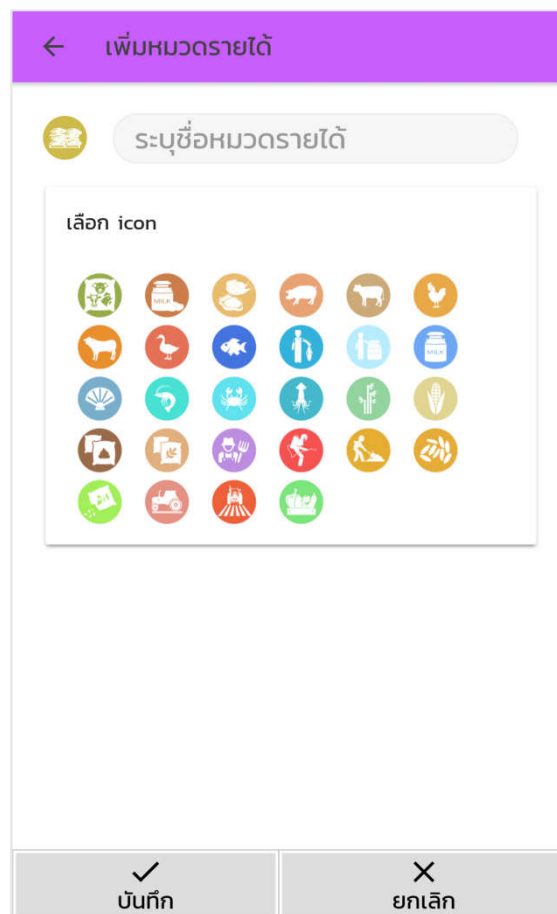 เพิ่มหมวดรายได้
ระบุชื่อหมวดรายได้
เลือก icon
MILK
MILK
บันทึก
ยกเลิก